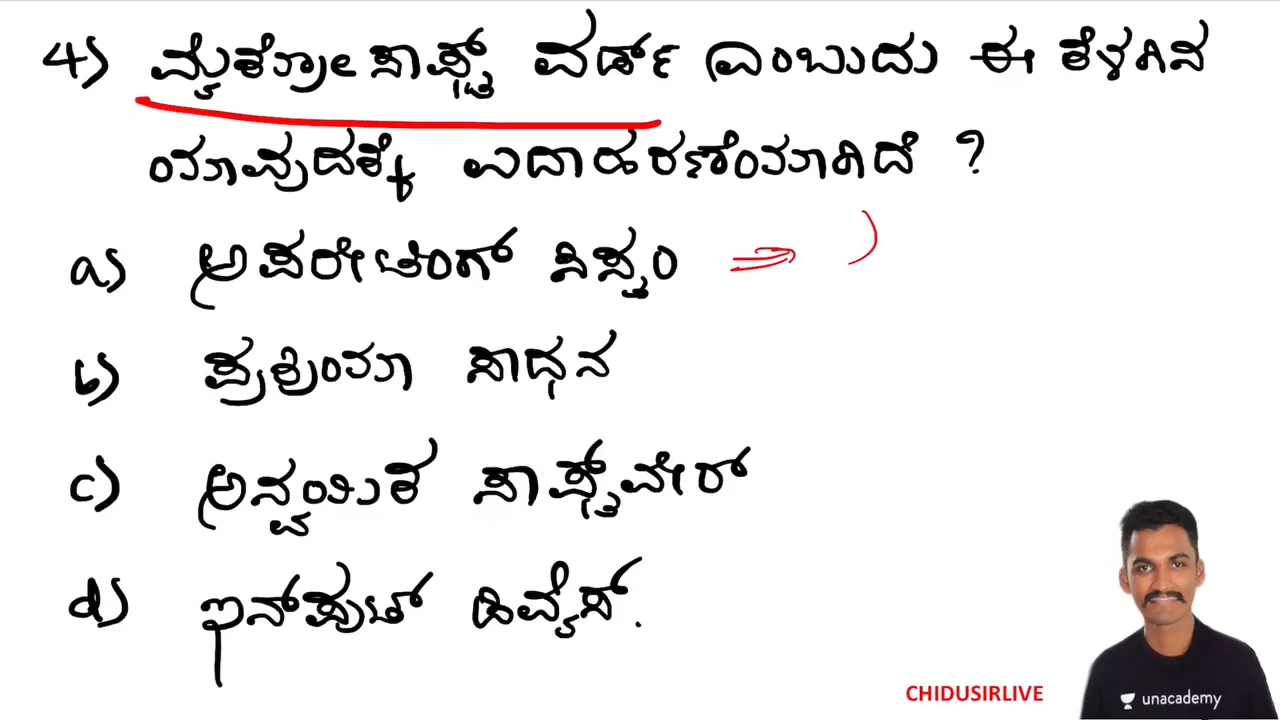 4) ಮೈಕ್ರೋಸಾಫ್ಟ್ ವರ್ಡ್ ಎಂಬುದು ಈ ಕೆಳಗಿನ
ಯಾವುದಕ್ಕೆ ಉದಾಹರಣೆಯಾಗಿದೆ ?
a) ಆಪರೇಟಿಂಗ್ ಸಿಸ್ಟಂ ⇒ )
b) ಪ್ರಕ್ರಿಯಾ ಸಾಧನ
c) ಅನ್ವಯಿಕ ಸಾಫ್ಟ್‌ವೇರ್
d) ಇನ್‌ಪುಟ್ ಡಿವೈಸ್.
unacademy
CHIDUSIRLIVE